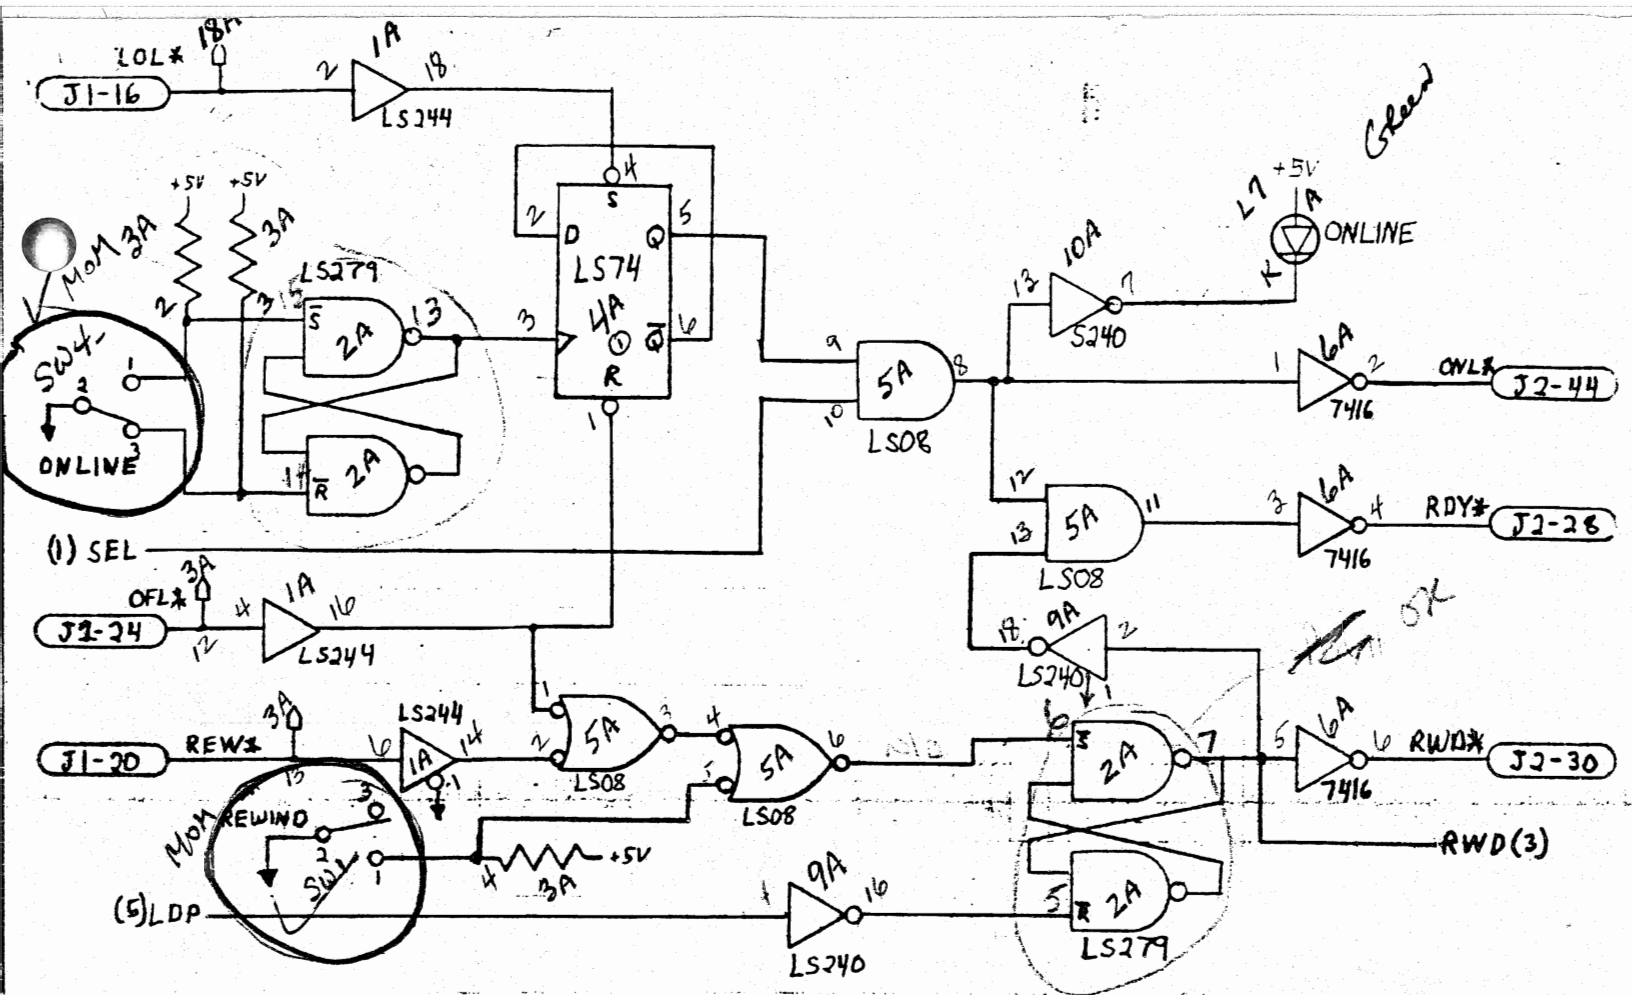 LOL*
18A
J1-16
2
1A
18
LS244
Green
+5V
+5V
3A
3A
MOM
2
3
LS279
15
S
2A
13
SW4
1
2
3
ONLINE
14
R
2A
4
S
2
D
Q
5
LS74
4A
1
3
Q
6
R
1
9
10
5A
8
LS08
10A
13
7
S240
L7
+5V
A
K
ONLINE
1
6A
2
7416
ONL*
J2-44
12
13
5A
11
LS08
3
6A
4
7416
RDY*
J2-28
(1) SEL
OFL*
3A
J1-24
12
4
1A
16
LS244
18
9A
2
LS240
1
OK
REW*
3A
J1-20
13
6
LS244
1A
14
1
1
2
5A
3
LS08
4
5
5A
6
LS08
6
S
2A
7
5
6A
6
7416
RWD*
J2-30
RWD(3)
MOM
REWIND
3
2
1
SW1
4
3A
+5V
(5) LDP
1
9A
16
LS240
5
R
2A
LS279